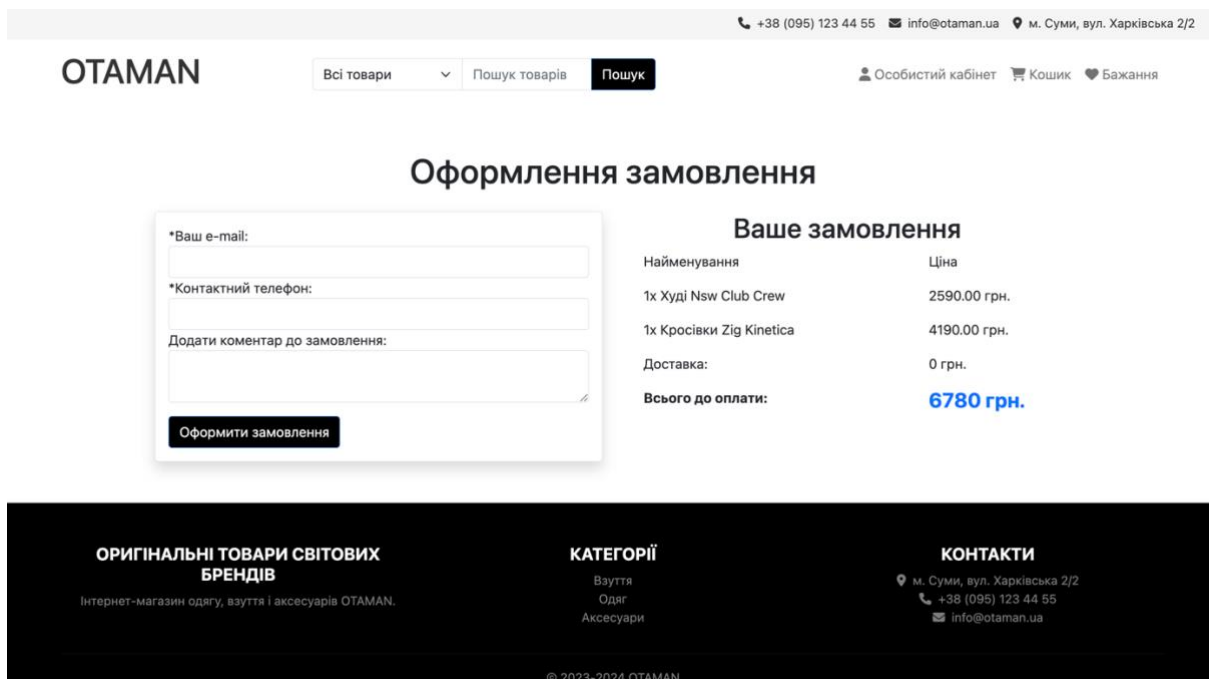 +38 (095) 123 44 55 info@otaman.ua м. Суми, вул. Харківська 2/2
OTAMAN Всі товари Пошук товарів Пошук Особистий кабінет Кошик Бажання
Оформлення замовлення
*Ваш e-mail:
*Контактний телефон:
Додати коментар до замовлення:
Оформити замовлення
Ваше замовлення
Найменування Ціна
1x Худі Nsw Club Crew 2590.00 грн.
1x Кросівки Zig Kinetica 4190.00 грн.
Доставка: 0 грн.
Всього до оплати: 6780 грн.
ОРИГІНАЛЬНІ ТОВАРИ СВІТОВИХ
БРЕНДІВ
Інтернет-магазин одягу, взуття і аксесуарів OTAMAN.
КАТЕГОРІЇ
Взуття
Одяг
Аксесуари
КОНТАКТИ
м. Суми, вул. Харківська 2/2
+38 (095) 123 44 55
info@otaman.ua
© 2023-2024 OTAMAN